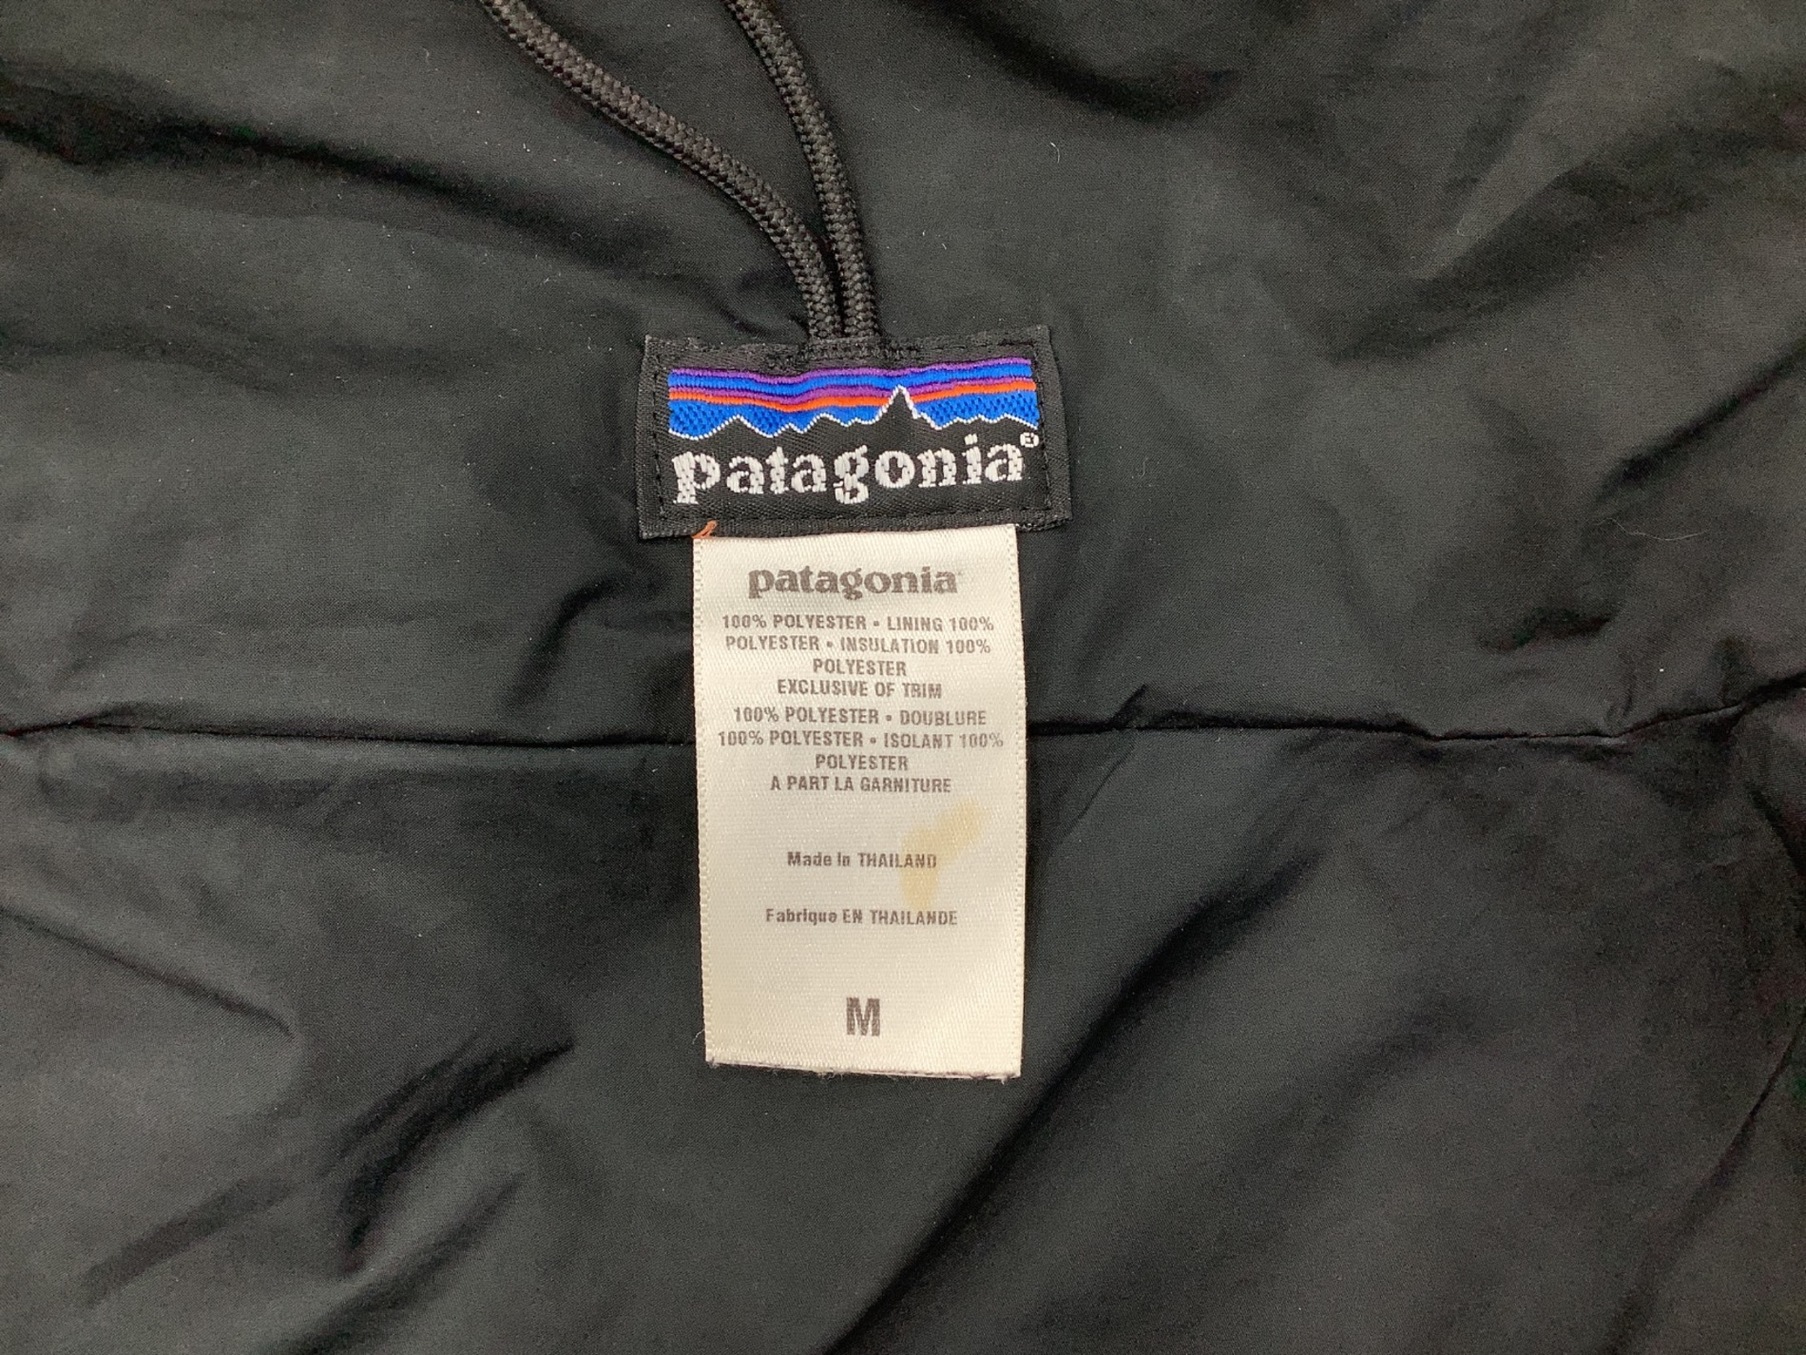 patagonia®
patagonia
100% POLYESTER • LINING 100%
POLYESTER • INSULATION 100%
POLYESTER
EXCLUSIVE OF TRIM
100% POLYESTER • DOUBLURE
100% POLYESTER • ISOLANT 100%
POLYESTER
A PART LA GARNITURE
Made in THAILAND
Fabrique EN THAILANDE
M